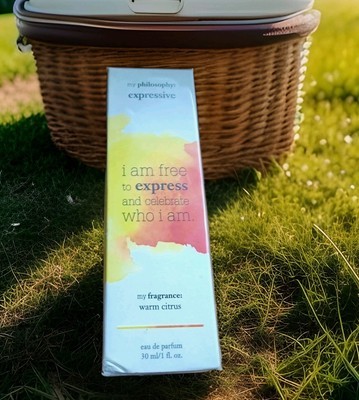 my philosophy:
expressive
i am free
to express
and celebrate
who i am.
my fragrance:
warm citrus
eau de parfum
30 ml/1 fl. oz.